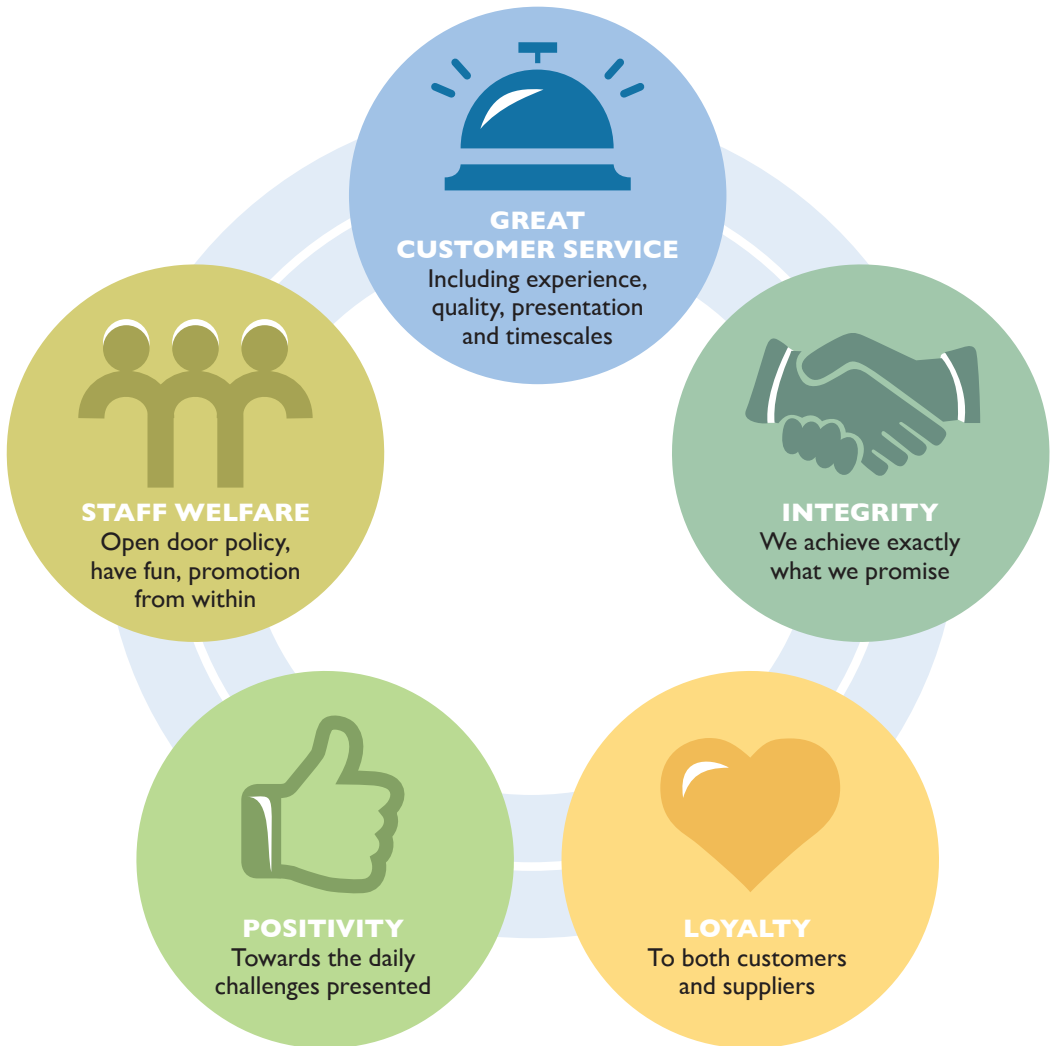 GREAT
CUSTOMER SERVICE
Including experience,
quality, presentation
and timescales
STAFF WELFARE
Open door policy,
have fun, promotion
from within
INTEGRITY
We achieve exactly
what we promise
POSITIVITY
Towards the daily
challenges presented
LOYALTY
To both customers
and suppliers